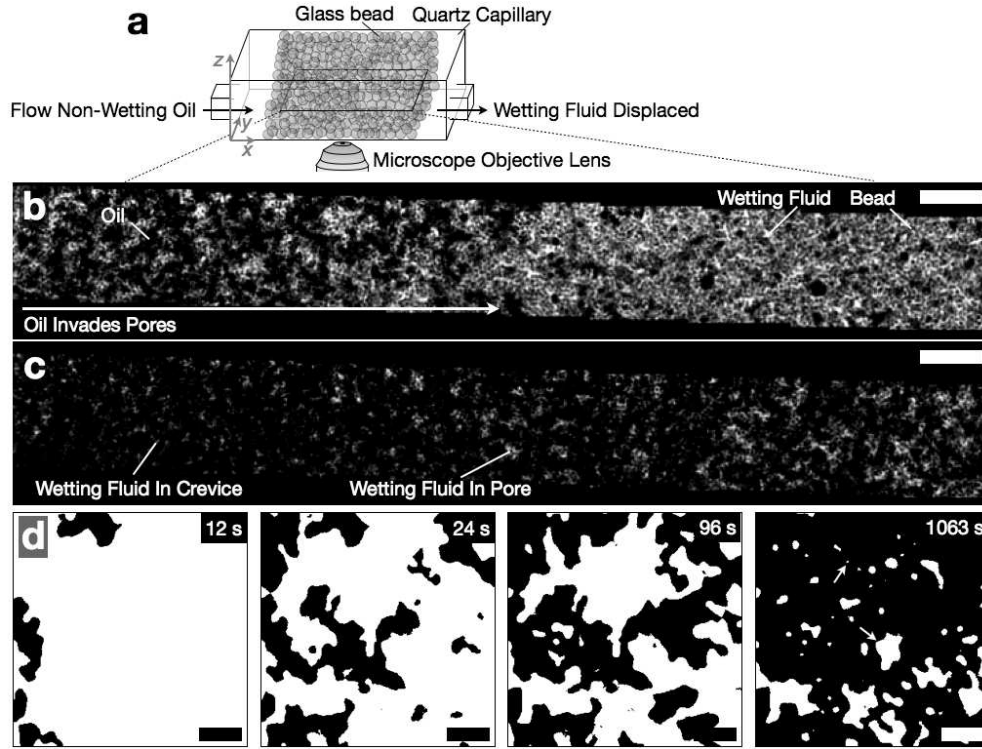 a
Glass bead
Quartz Capillary
z
Flow Non-Wetting Oil
y
x
Wetting Fluid Displaced
Microscope Objective Lens
b
Oil
Wetting Fluid
Bead
Oil Invades Pores
c
Wetting Fluid In Crevice
Wetting Fluid In Pore
d
12 s
24 s
96 s
1063 s